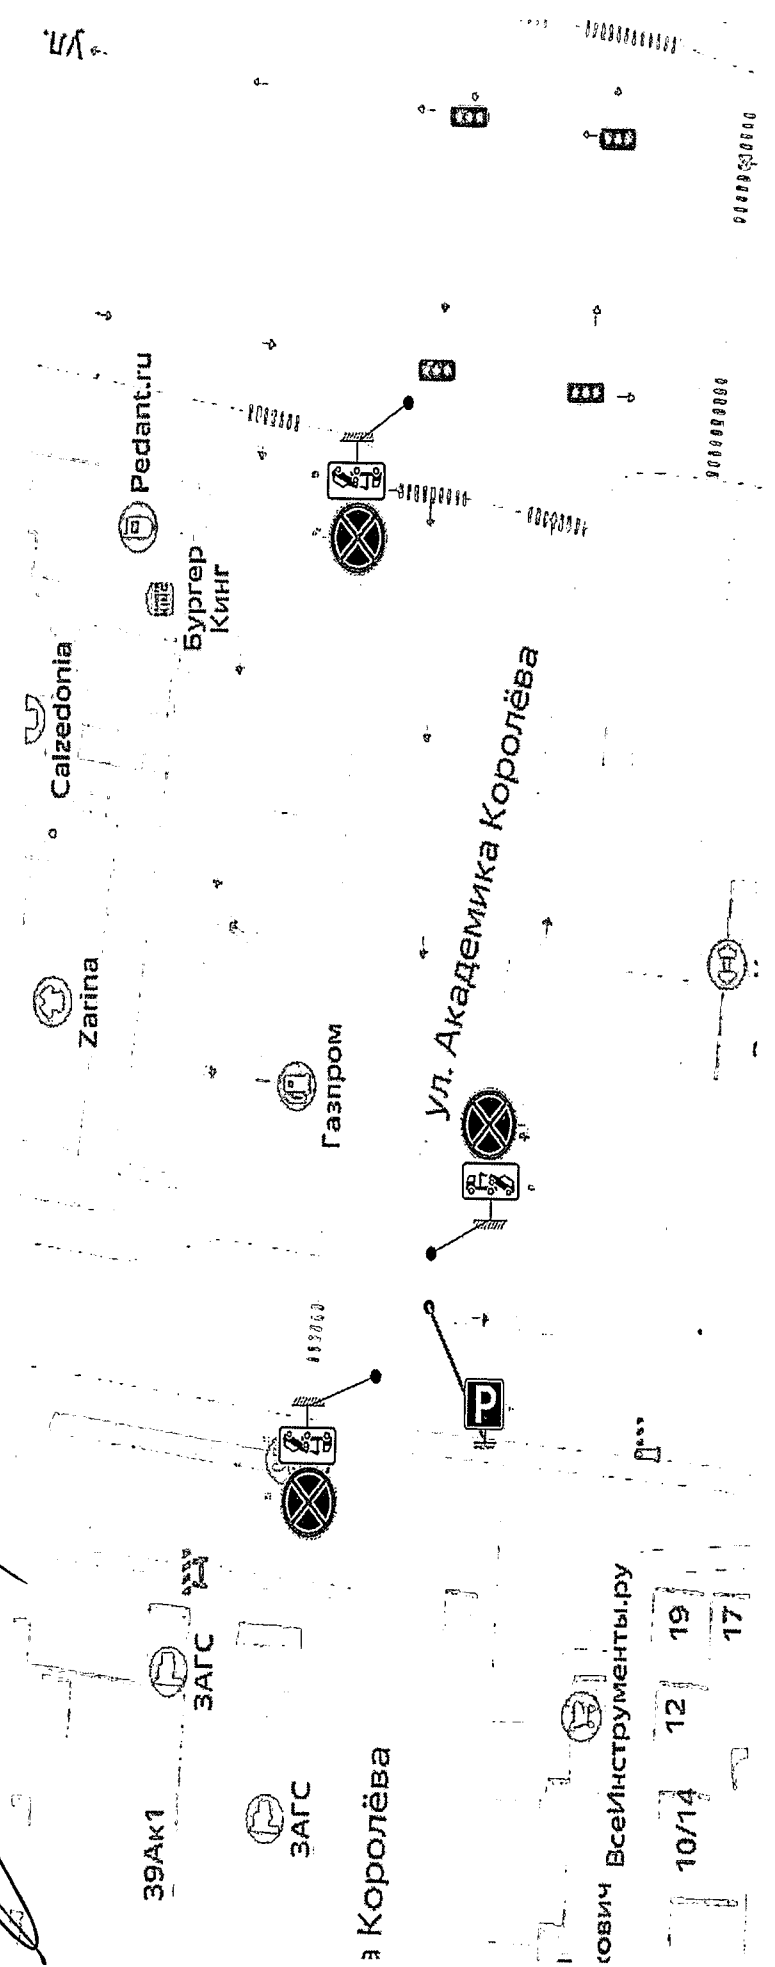 ул.
Pedant.ru
Бургер
Кинг
Calzedonia
Zarina
Газпром
ул. Академика Королёва
P
ЗАГС
39Ак1
ЗАГС
Королёва
ВсеИнструменты.ру
19
17
12
10/14
кович